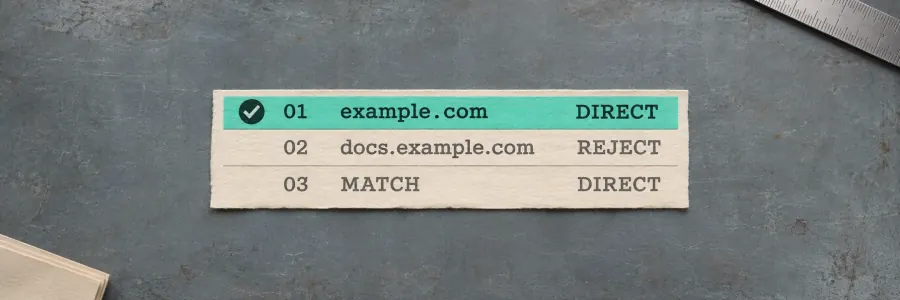 01 example.com DIRECT
02 docs.example.com REJECT
03 MATCH DIRECT